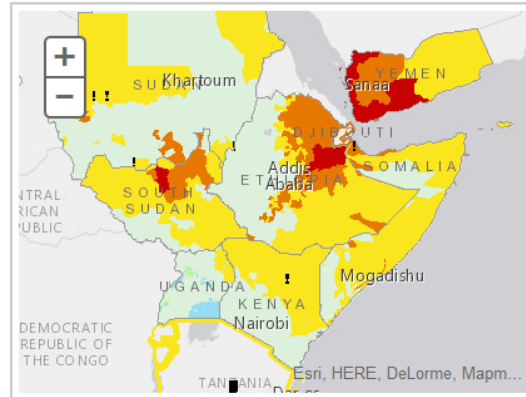 +
−
SUDAN
Khartoum
YEMEN
Sanaa
DJIBOUTI
Addis
Ababa
ETHIOPIA
SOMALIA
NTRAL
RICAN
PUBLIC
SOUTH
SUDAN
Mogadishu
UGANDA
KENYA
Nairobi
DEMOCRATIC
REPUBLIC OF
THE CONGO
Esri, HERE, DeLorme, Mapm...
TANZANIA